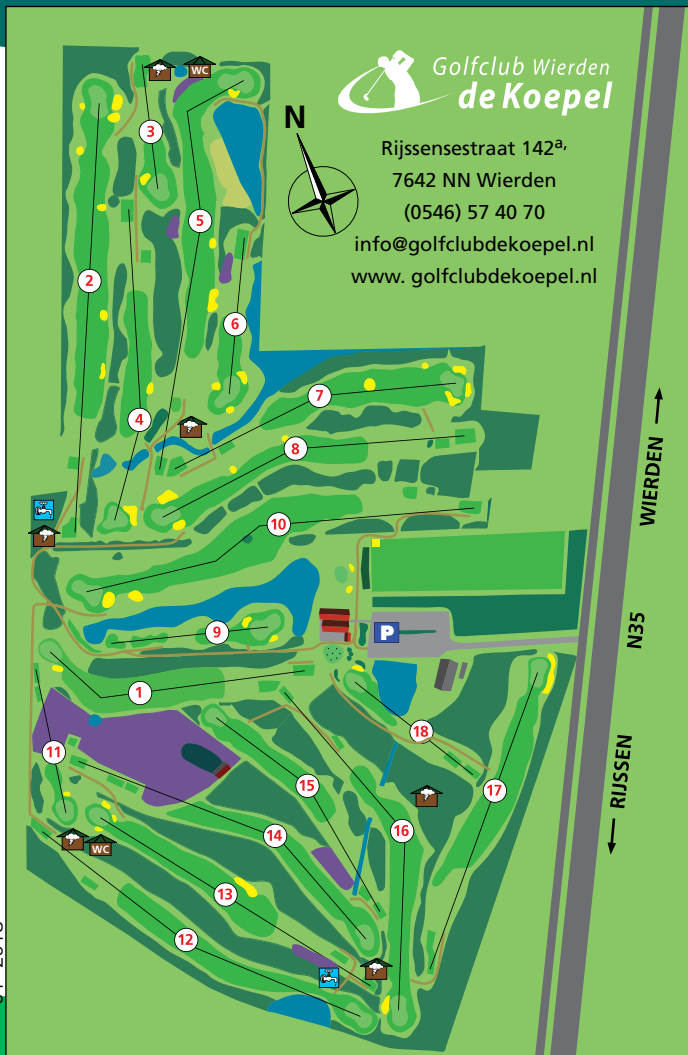 Golfclub Wierden
de Koepel
Rijssensestraat 142a,
7642 NN Wierden
(0546) 57 40 70
info@golfclubdekoepel.nl
www. golfclubdekoepel.nl
N
WC
3
5
2
6
7
4
8
10
9
P
1
11
18
17
15
16
14
WC
13
12
WIERDEN
N35
RIJSSEN